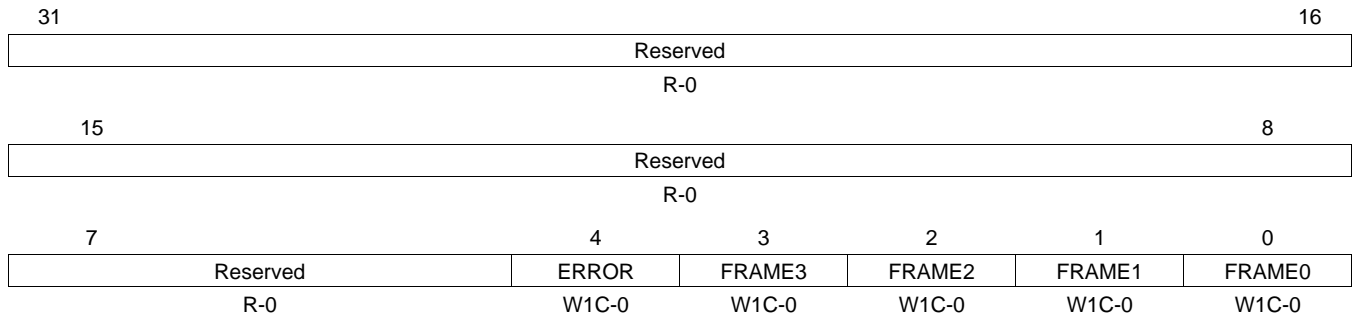 31 16
Reserved
R-0
15 8
Reserved
R-0
7 4 3 2 1 0
Reserved ERROR FRAME3 FRAME2 FRAME1 FRAME0
R-0 W1C-0 W1C-0 W1C-0 W1C-0 W1C-0